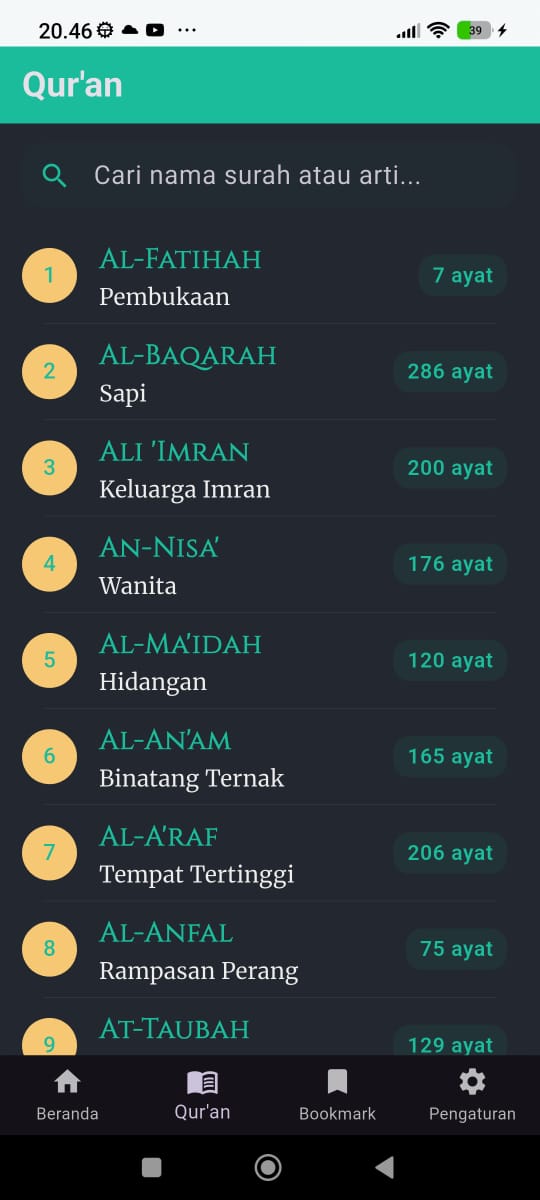 20.46
39
Qur'an
Cari nama surah atau arti...
1
AL-FATIHAH
Pembukaan
7 ayat
2
AL-BAQARAH
Sapi
286 ayat
3
ALI 'IMRAN
Keluarga Imran
200 ayat
4
AN-NISA'
Wanita
176 ayat
5
AL-MA'IDAH
Hidangan
120 ayat
6
AL-AN'AM
Binatang Ternak
165 ayat
7
AL-A'RAF
Tempat Tertinggi
206 ayat
8
AL-ANFAL
Rampasan Perang
75 ayat
9
AT-TAUBAH
129 ayat
Beranda
Qur'an
Bookmark
Pengaturan